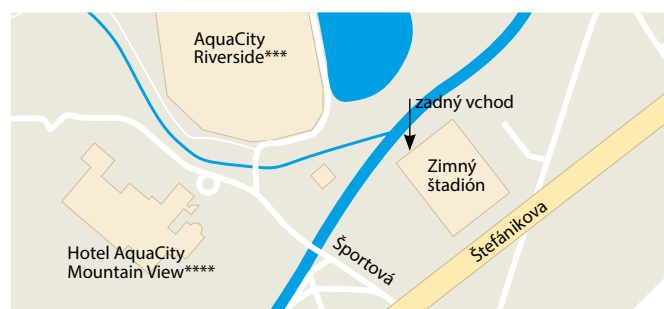 AquaCity
Riverside***
zadný vchod
Zimný
štadión
Hotel AquaCity
Mountain View****
Športová
Štefánikova